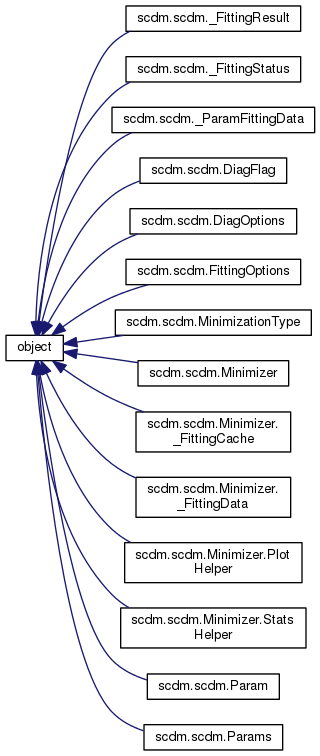 scdm.scdm._FittingResult
scdm.scdm._FittingStatus
scdm.scdm._ParamFittingData
scdm.scdm.DiagFlag
scdm.scdm.DiagOptions
scdm.scdm.FittingOptions
scdm.scdm.MinimizationType
object
scdm.scdm.Minimizer
scdm.scdm.Minimizer.
_FittingCache
scdm.scdm.Minimizer.
_FittingData
scdm.scdm.Minimizer.Plot
Helper
scdm.scdm.Minimizer.Stats
Helper
scdm.scdm.Param
scdm.scdm.Params